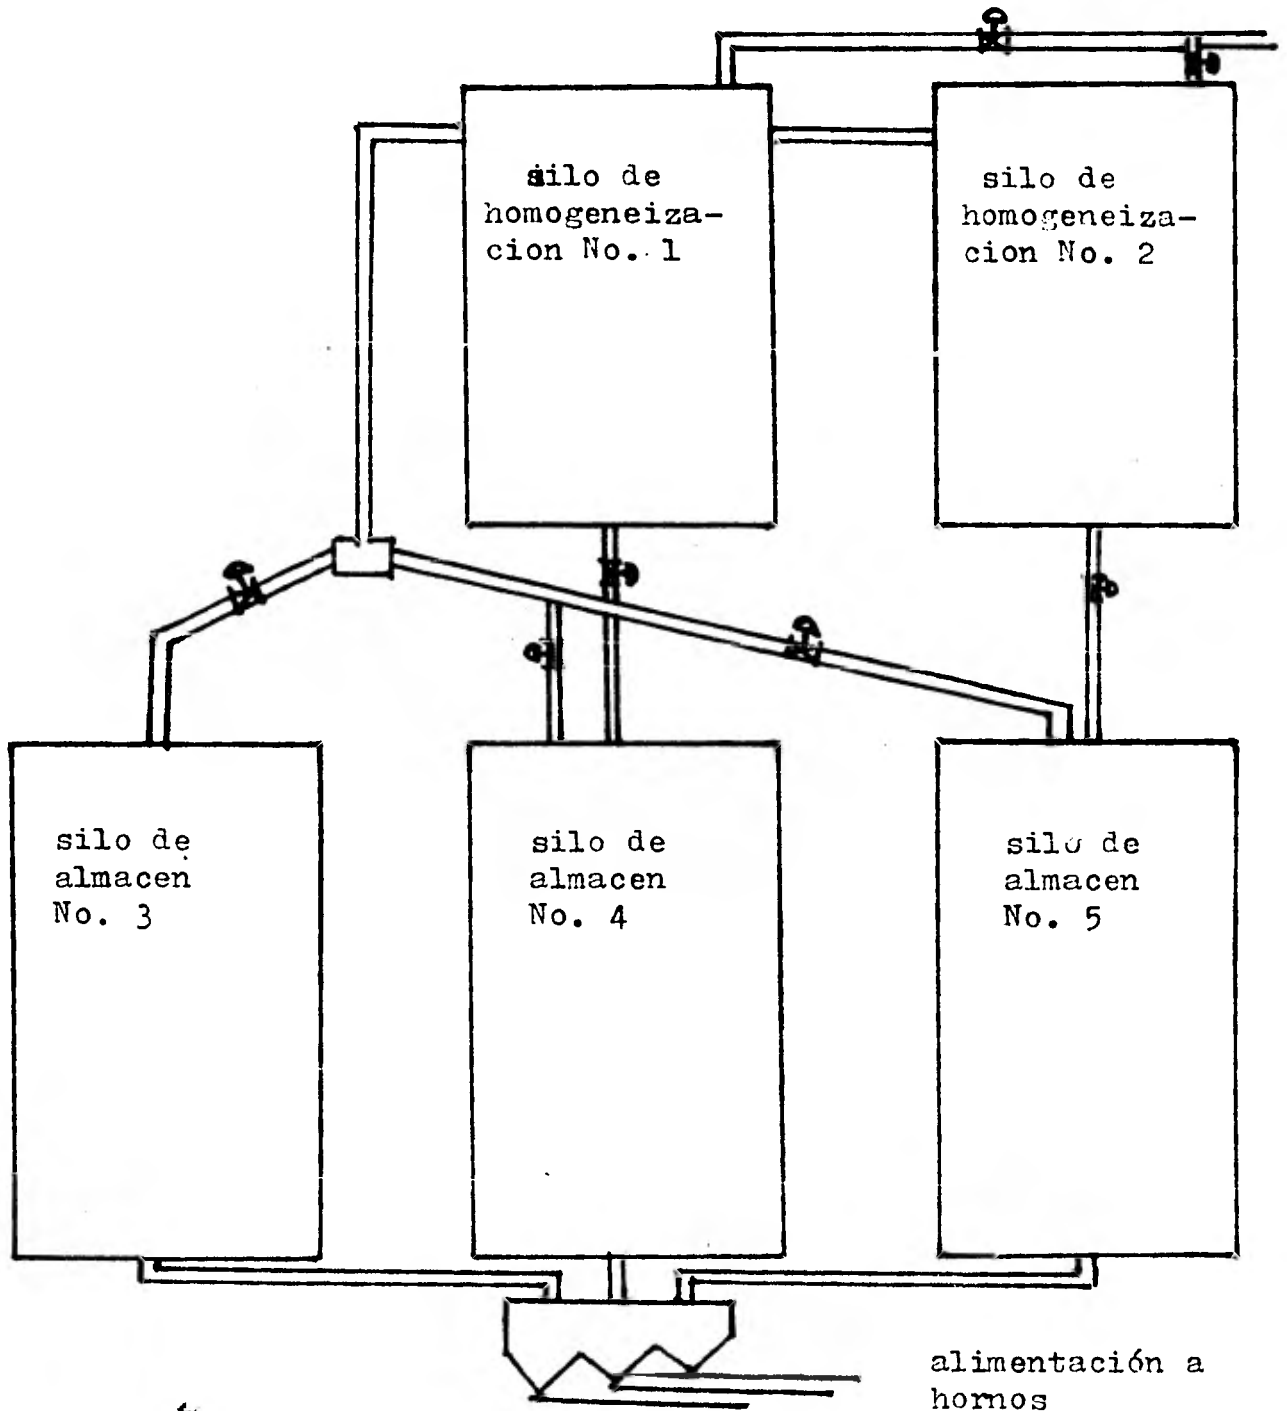 silo de
homogeneiza-
cion No. 1
silo de
homogeneiza-
cion No. 2
silo de
almacen
No. 3
silo de
almacen
No. 4
silo de
almacen
No. 5
alimentación a
hornos